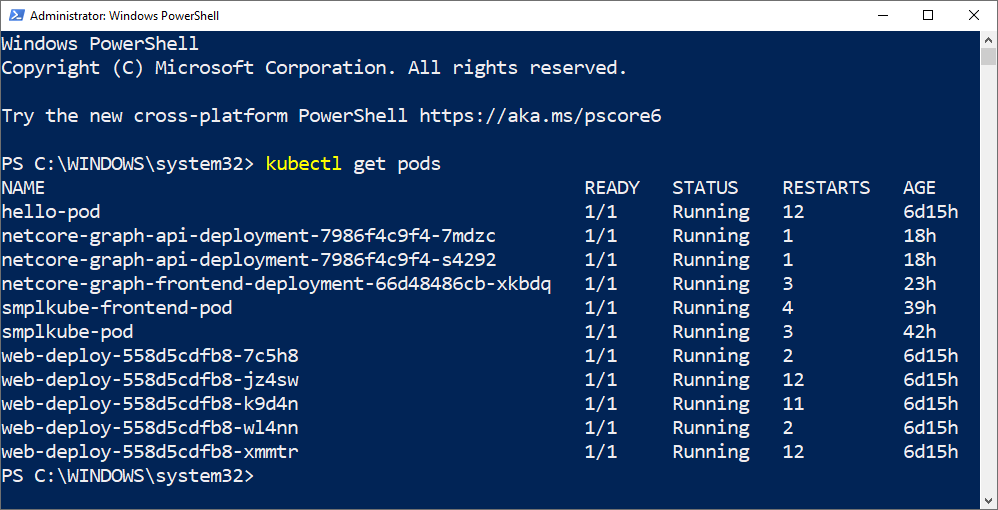 Administrator: Windows PowerShell
Windows PowerShell
Copyright (C) Microsoft Corporation. All rights reserved.
Try the new cross-platform PowerShell https://aka.ms/pscore6
PS C:\WINDOWS\system32> kubectl get pods
NAME READY STATUS RESTARTS AGE
hello-pod 1/1 Running 12 6d15h
netcore-graph-api-deployment-7986f4c9f4-7mdzc 1/1 Running 1 18h
netcore-graph-api-deployment-7986f4c9f4-s4292 1/1 Running 1 18h
netcore-graph-frontend-deployment-66d48486cb-xkbdq 1/1 Running 3 23h
smplkube-frontend-pod 1/1 Running 4 39h
smplkube-pod 1/1 Running 3 42h
web-deploy-558d5cdfb8-7c5h8 1/1 Running 2 6d15h
web-deploy-558d5cdfb8-jz4sw 1/1 Running 12 6d15h
web-deploy-558d5cdfb8-k9d4n 1/1 Running 11 6d15h
web-deploy-558d5cdfb8-wl4nn 1/1 Running 2 6d15h
web-deploy-558d5cdfb8-xmmtr 1/1 Running 12 6d15h
PS C:\WINDOWS\system32>